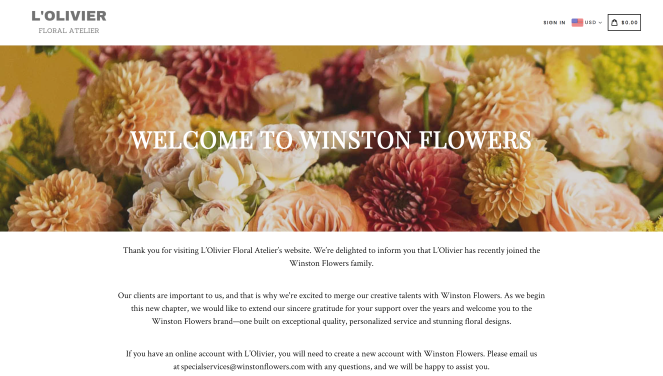 L'OLIVIER
FLORAL ATELIER
SIGN IN
USD
$0.00
WELCOME TO WINSTON FLOWERS
Thank you for visiting L'Olivier Floral Atelier's website. We're delighted to inform you that L'Olivier has recently joined the
Winston Flowers family.
Our clients are important to us, and that is why we're excited to merge our creative talents with Winston Flowers. As we begin
this new chapter, we would like to extend our sincere gratitude for your support over the years and welcome you to the
Winston Flowers brand—one built on exceptional quality, personalized service and stunning floral designs.
If you have an online account with L'Olivier, you will need to create a new account with Winston Flowers. Please email us
at specialservices@winstonflowers.com with any questions, and we will be happy to assist you.